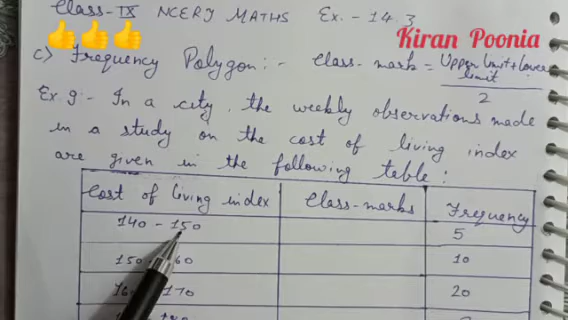 Class-IX NCERT MATHS Ex.-14.3
Kiran Poonia
c) Frequency Polygon:- Class-mark = Upper limit + Lower limit
2
Ex 9:- In a city, the weekly observations made
in a study on the cost of living index
are given in the following table:
Cost of living index Class-marks Frequency
140 - 150 5
150 60 10
160 170 20